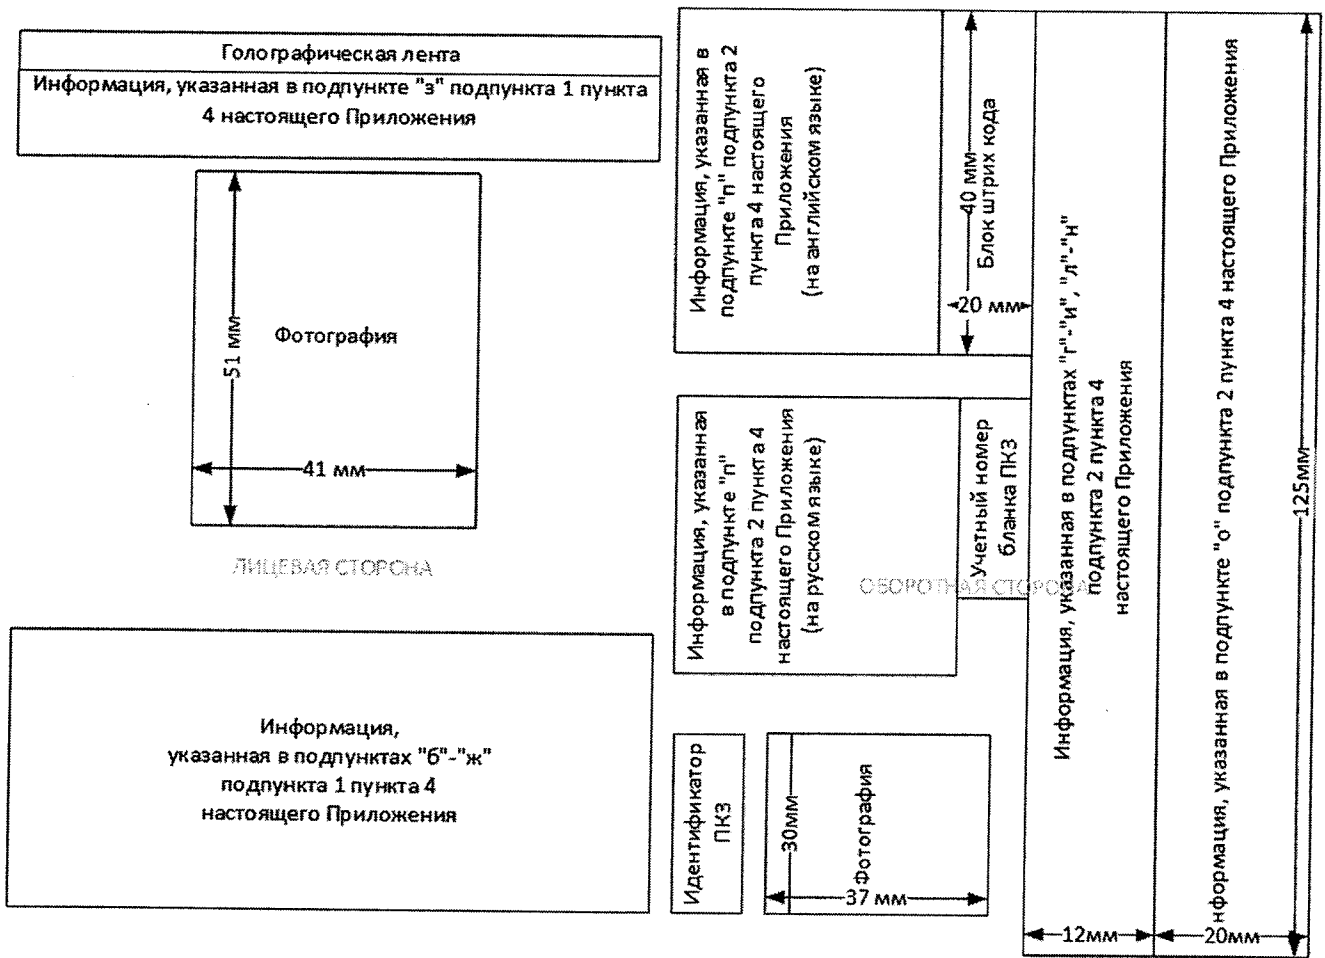 Голографическая лента
Информация, указанная в подпункте "з" подпункта 1 пункта
4 настоящего Приложения
51 мм
Фотография
41 мм
ЛИЦЕВАЯ СТОРОНА
Информация,
указанная в подпунктах "б"-"ж"
подпункта 1 пункта 4
настоящего Приложения
Информация, указанная в
подпункте "п" подпункта 2
пункта 4 настоящего
Приложения
(на английском языке)
40 мм
Блок штрих кода
20 мм
Информация, указанная
в подпункте "п"
подпункта 2 пункта 4
настоящего Приложения
(на русском языке)
Учетный номер
бланка ПКЗ
ОБОРОТНАЯ СТОРОНА
Идентификатор
ПКЗ
30мм
Фотография
37 мм
Информация, указанная в подпунктах "г"-"и", "л"-"н"
подпункта 2 пункта 4
настоящего Приложения
12мм
нформация, указанная в подпункте "о" подпункта 2 пункта 4 настоящего Приложения
20мм
125мм